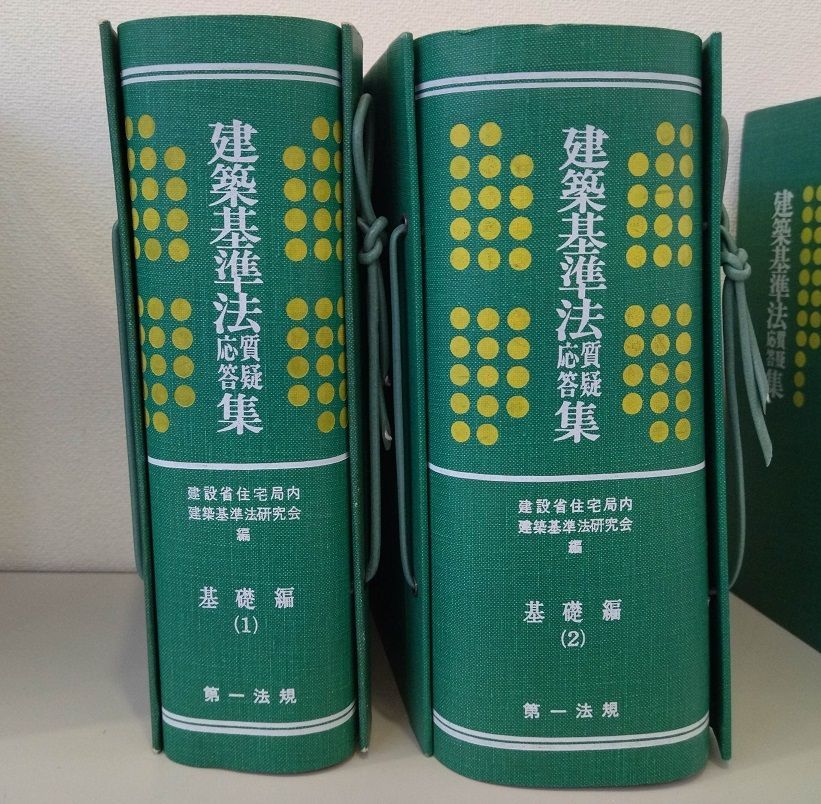 建築基準法質疑応答集
建設省住宅局内
建築基準法研究会
編
基礎編
(1)
第一法規
建築基準法質疑応答集
建設省住宅局内
建築基準法研究会
編
基礎編
(2)
第一法規
建築基準法質疑応答集